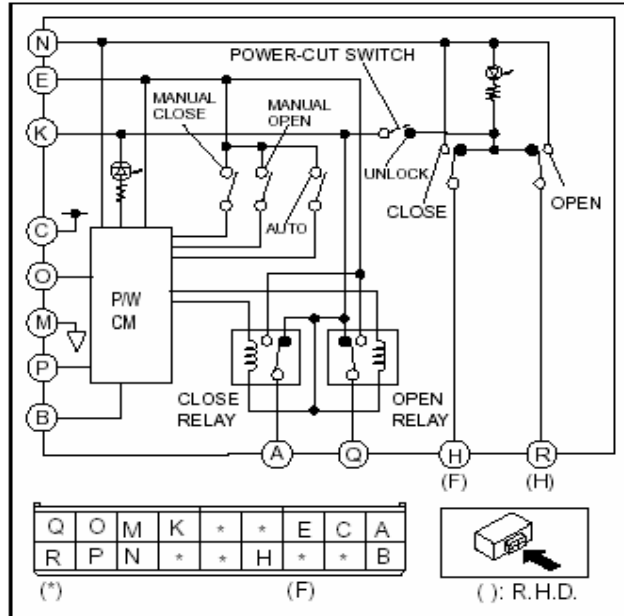 N
E
K
C
O
M
P
B
POWER-CUT SWITCH
MANUAL
CLOSE
MANUAL
OPEN
AUTO
UNLOCK
CLOSE
OPEN
P/W
CM
CLOSE
RELAY
OPEN
RELAY
A
Q
H
R
(F)
(H)
Q O M K * * E C A
R P N * * H * * B
(*)
(F)
( ): R.H.D.